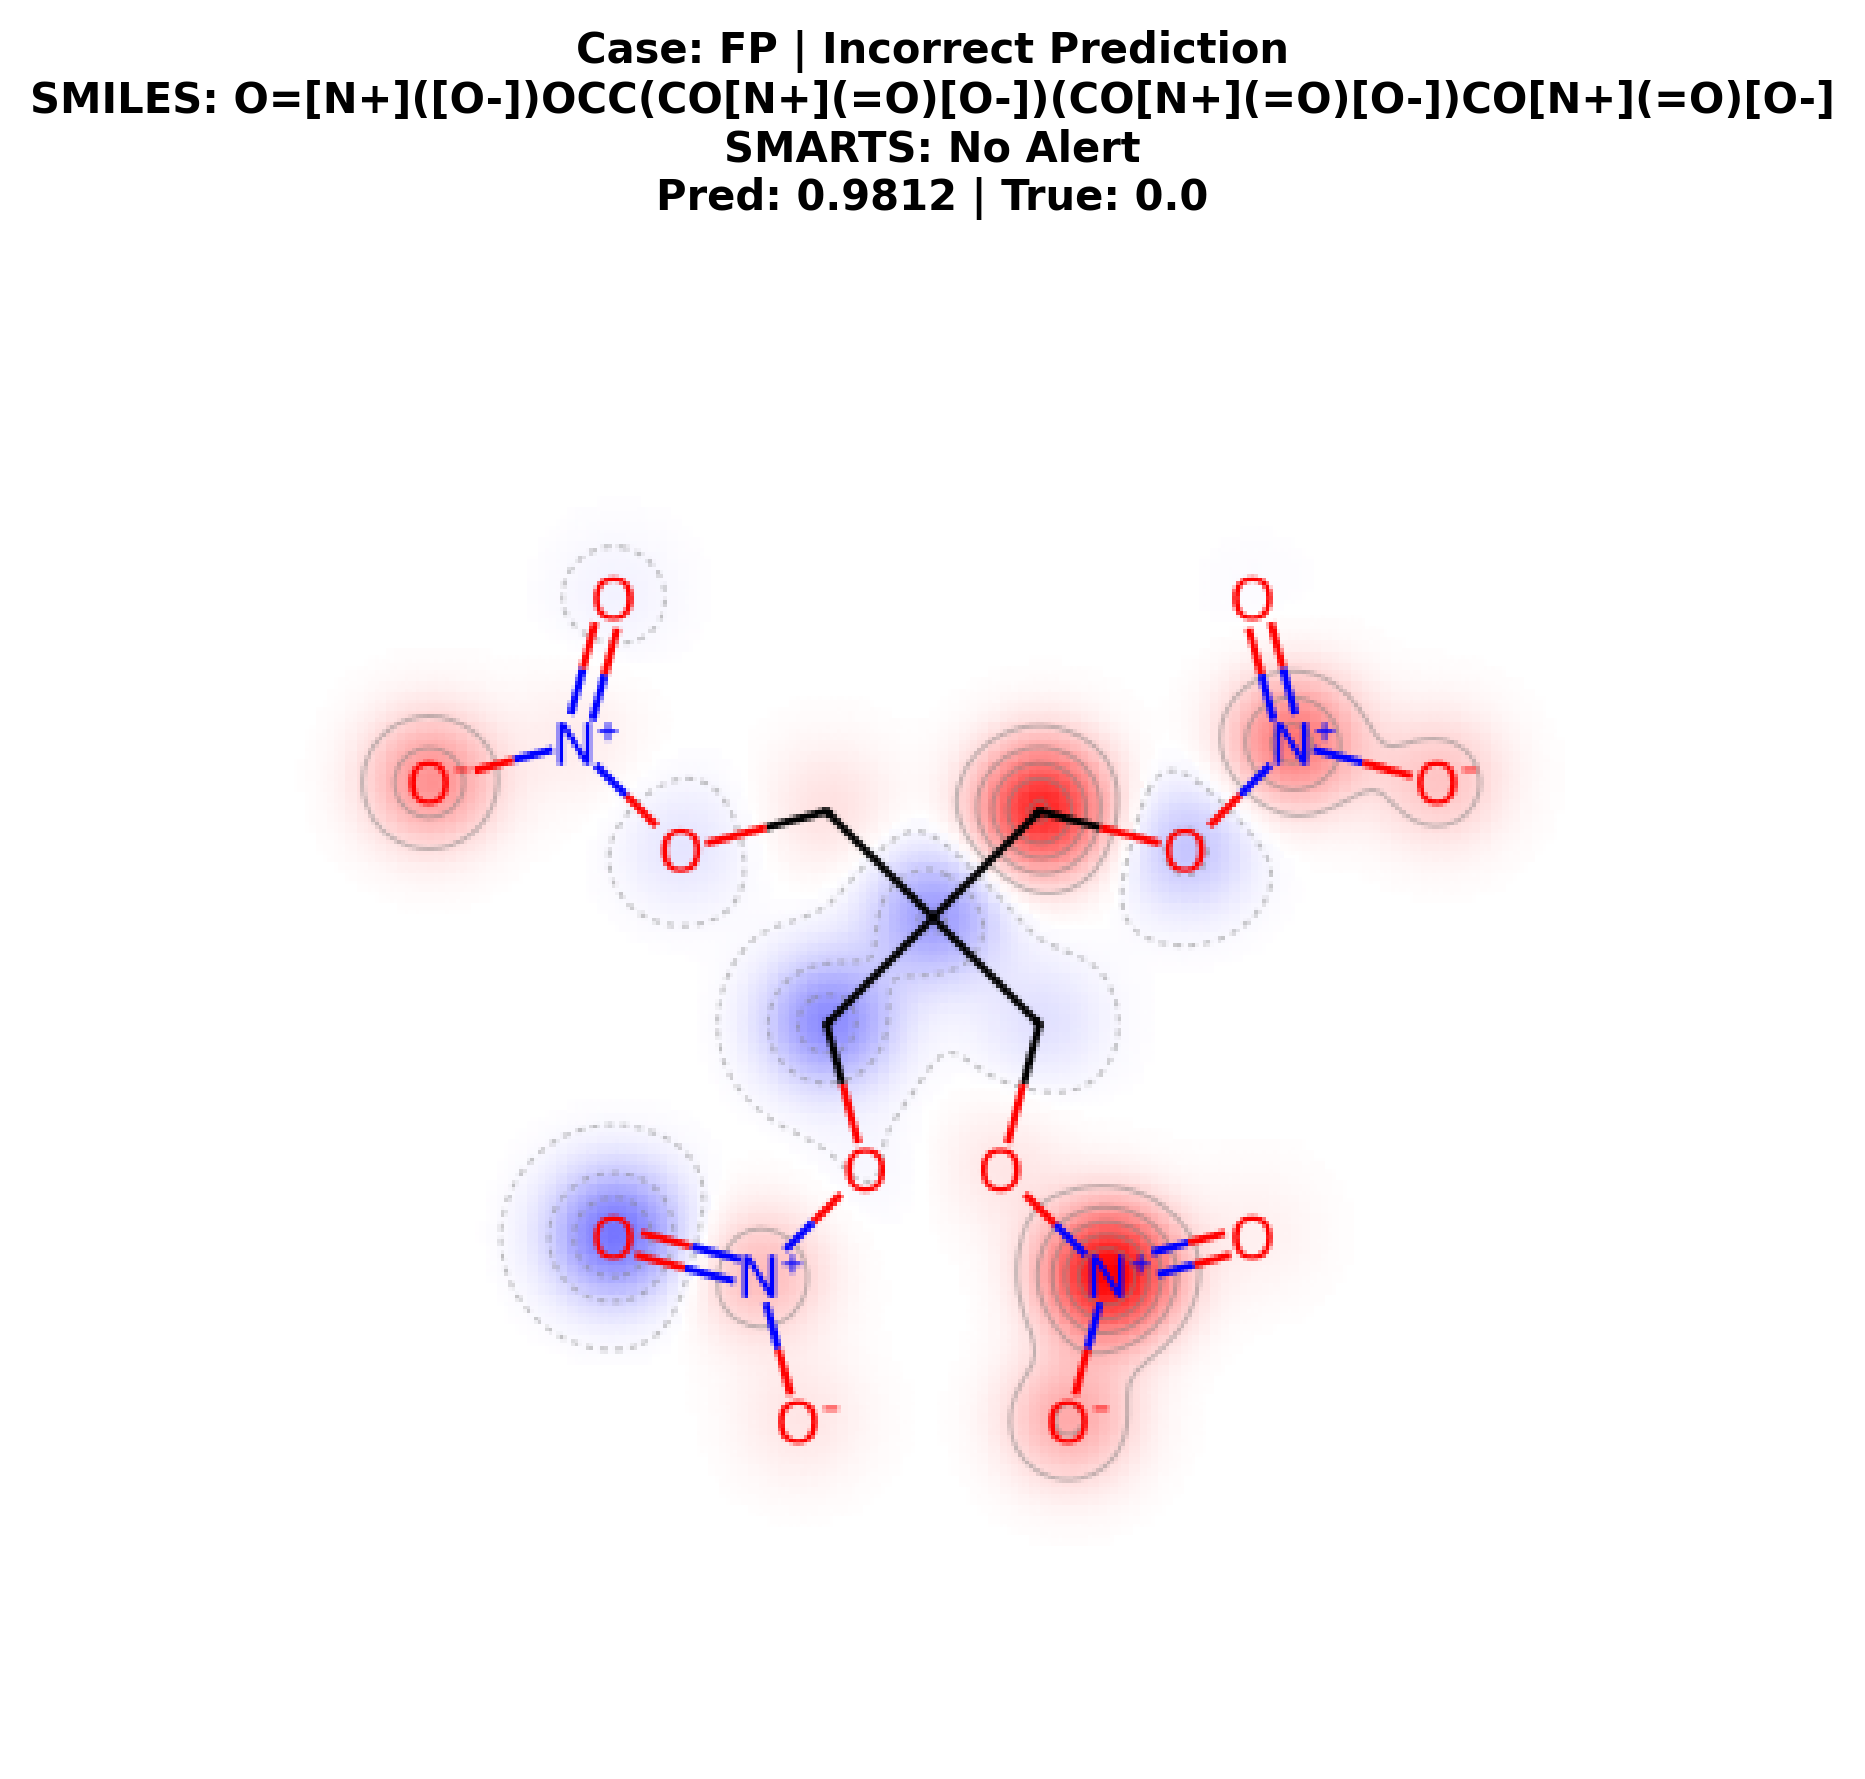 Case: FP | Incorrect Prediction
SMILES: O=[N+]([O-])OCC(CO[N+](=O)[O-])(CO[N+](=O)[O-])CO[N+](=O)[O-]
SMARTS: No Alert
Pred: 0.9812 | True: 0.0
O O
N+ N+
O- O-
O O
O O
O N+ N+ O
O- O-